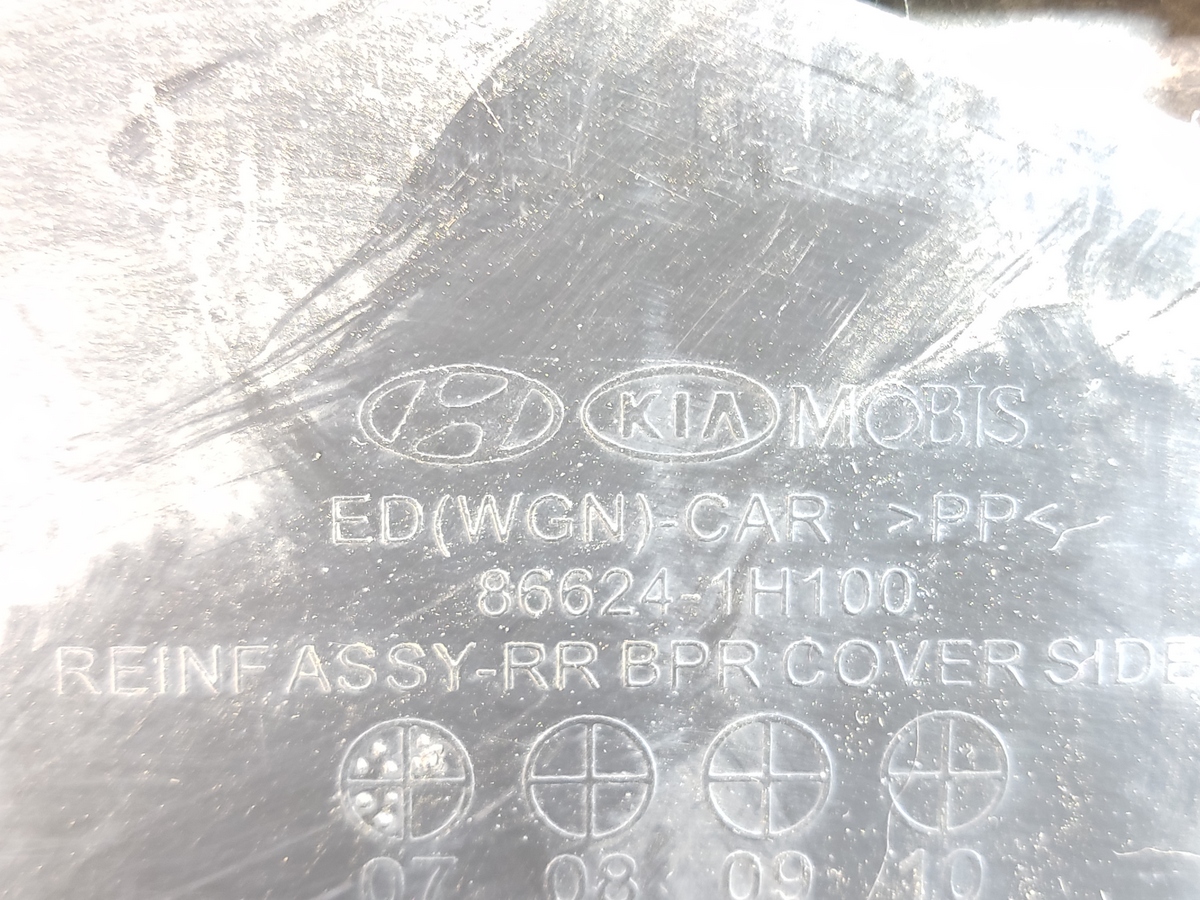 KIA MOBIS
ED(WGN)-CAR >PP<
86624-1H100
REINF ASSY-RR BPR COVER SIDE
07 08 09 10